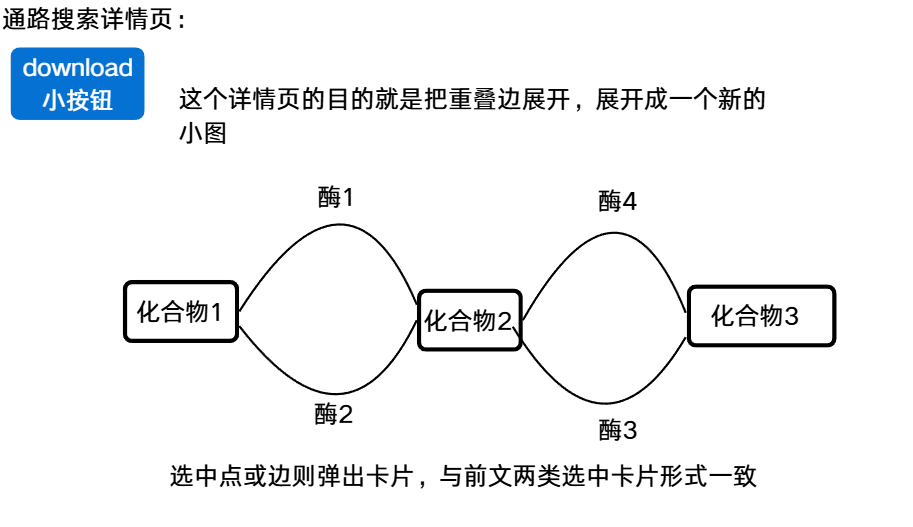 通路搜索详情页：
download
小按钮
这个详情页的目的就是把重叠边展开，展开成一个新的
小图
酶1
酶4
化合物1
化合物2
化合物3
酶2
酶3
选中点或边则弹出卡片，与前文两类选中卡片形式一致